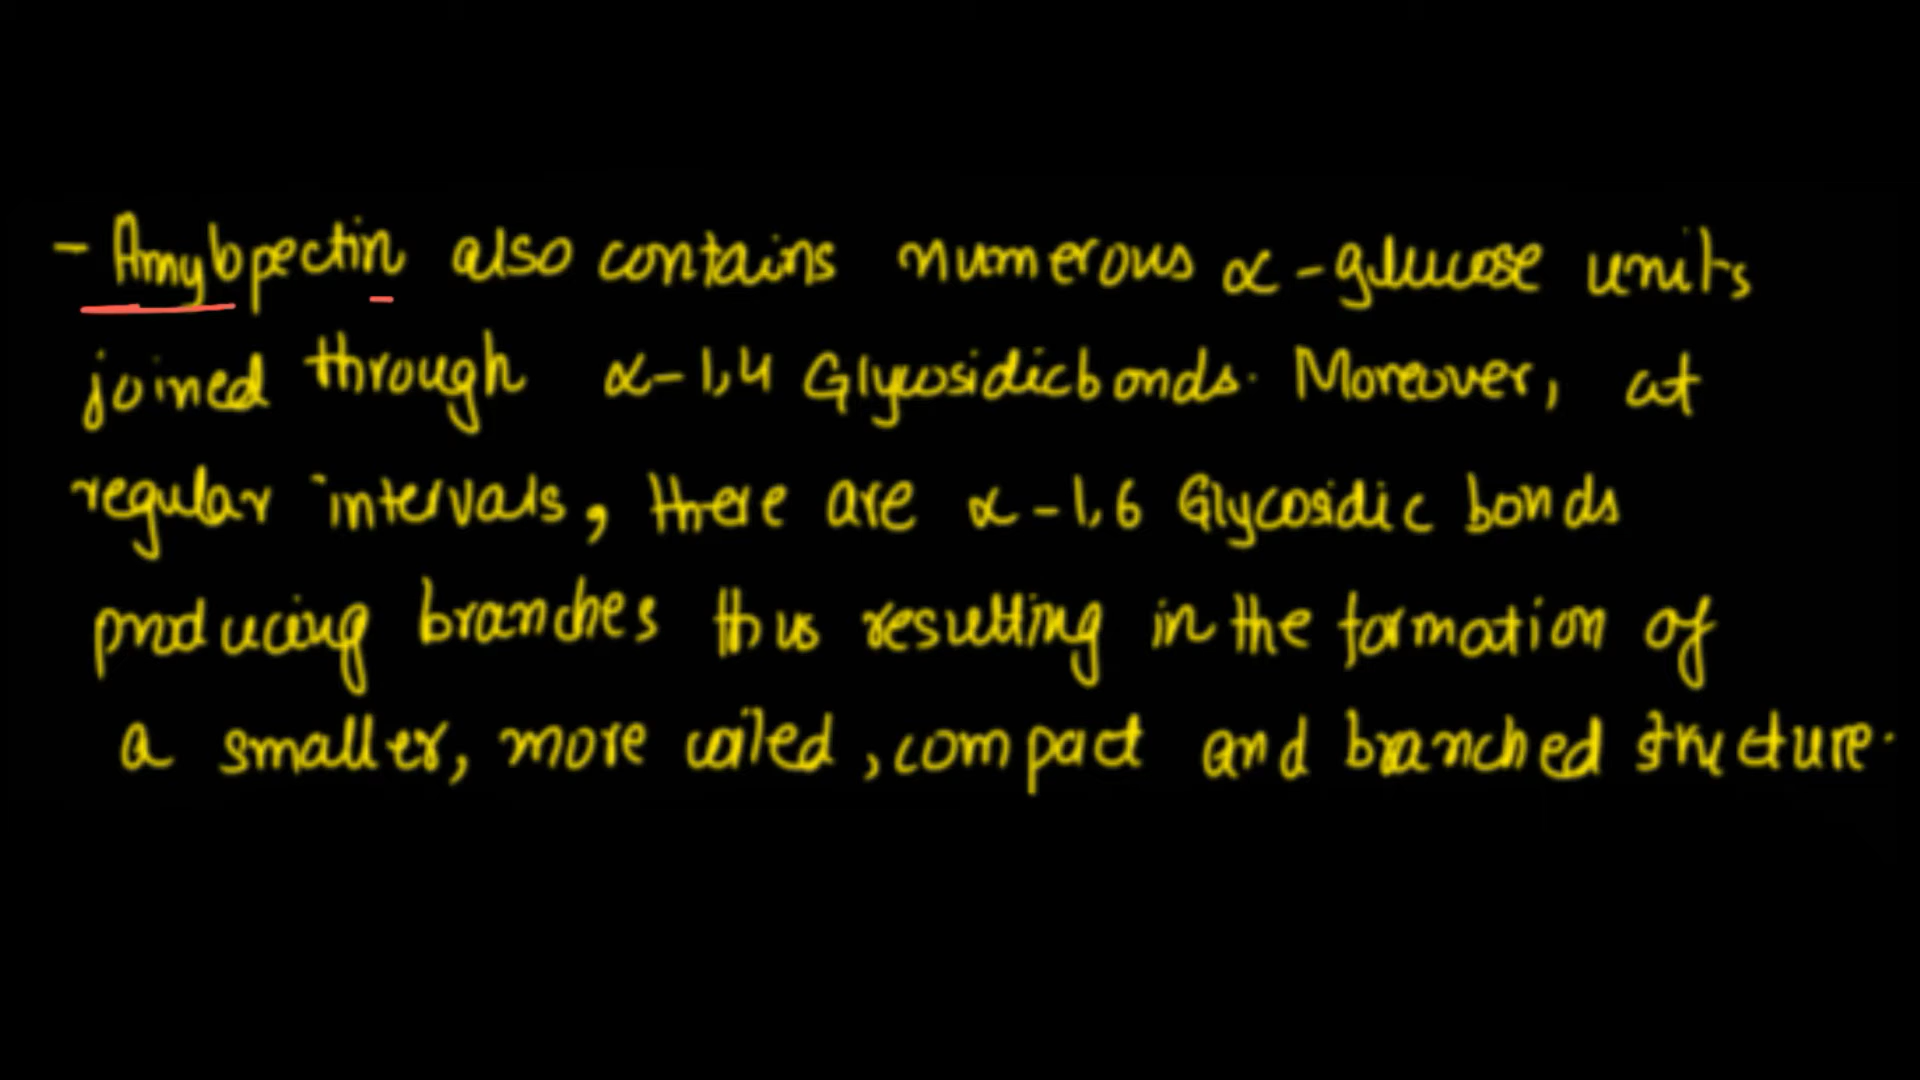 - Amylopectin also contains numerous α-glucose units
joined through α-1,4 Glycosidic bonds. Moreover, at
regular intervals, there are α-1,6 Glycosidic bonds
producing branches thus resulting in the formation of
a smaller, more coiled, compact and branched structure.